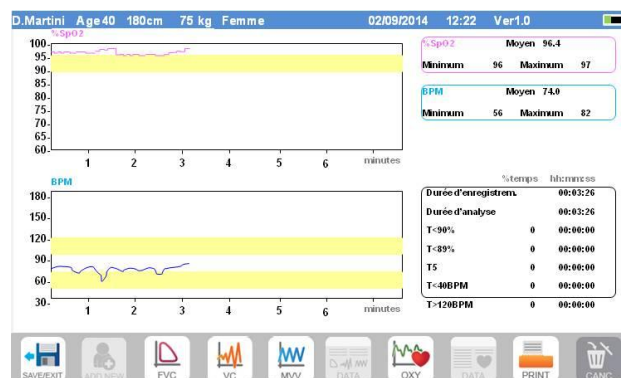 D.Martini Age40 180cm 75 kg Femme 02/09/2014 12:22 Ver1.0
%SpO2
100
95
90
85
80
75
70
65
60
1 2 3 4 5 6 minutes
%SpO2 Moyen 96.4
Minimum 96 Maximum 97
BPM Moyen 74.0
Minimum 56 Maximum 82
BPM
180
150
120
90
60
30
1 2 3 4 5 6 minutes
%temps hh:mm:ss
Durée d'enregistrem. 00:03:26
Durée d'analyse 00:03:26
T<90% 0 00:00:00
T<89% 0 00:00:00
T5 0 00:00:00
T<40BPM 0 00:00:00
T>120BPM 0 00:00:00
SAVE/EXIT ADD NEW FVC VC MVV DATA OXY DATA PRINT CANC